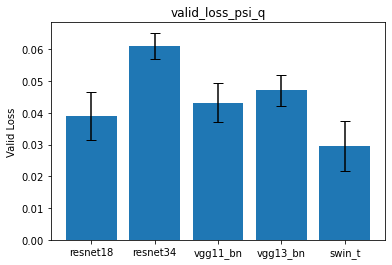 valid_loss_psi_q
Valid Loss
0.06
0.05
0.04
0.03
0.02
0.01
0.00
resnet18 resnet34 vgg11_bn vgg13_bn swin_t